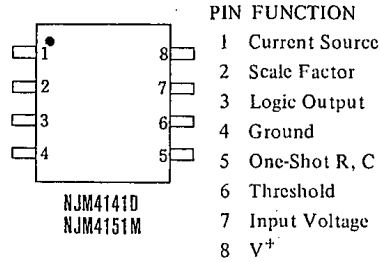 PIN FUNCTION
1 Current Source
2 Scale Factor
3 Logic Output
4 Ground
5 One-Shot R, C
6 Threshold
7 Input Voltage
8 V+
1 8
2 7
3 6
4 5
NJM4141D
NJM4151M